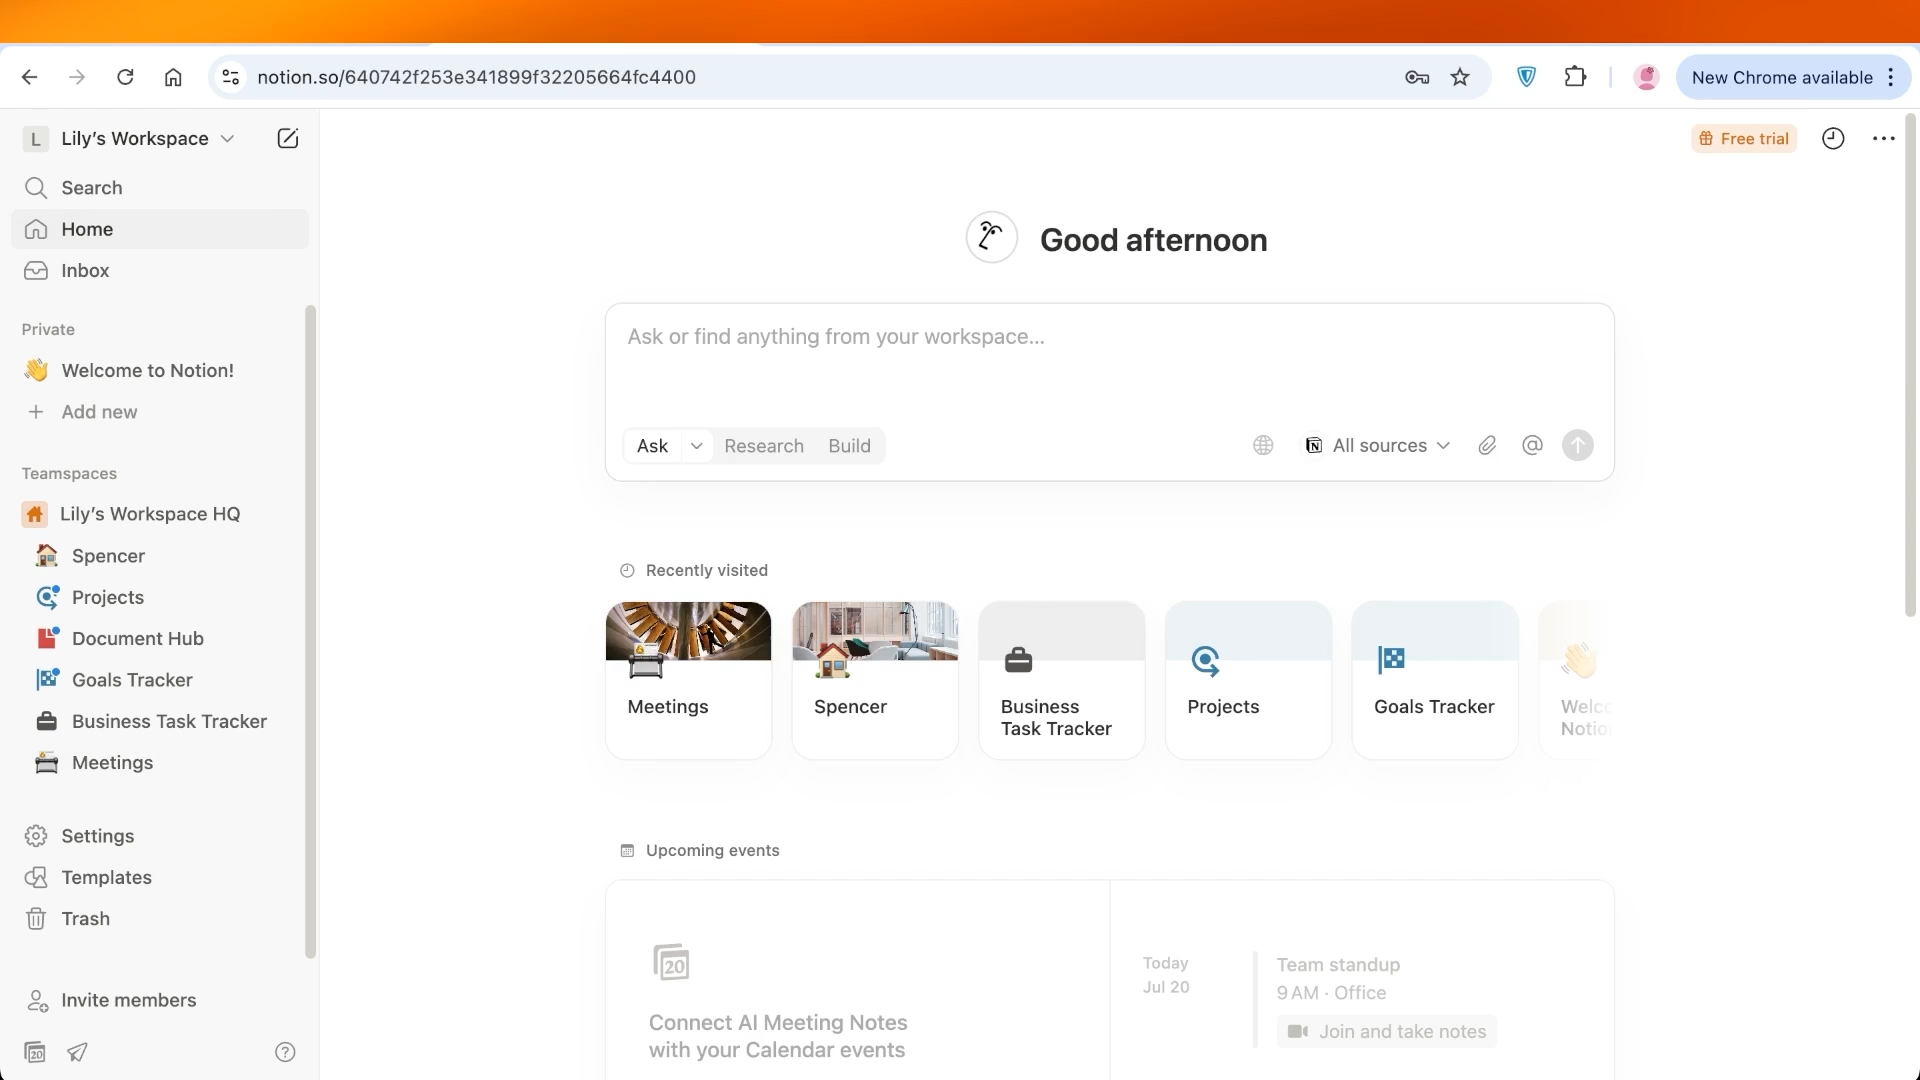 notion.so/640742f253e341899f32205664fc4400
New Chrome available
L Lily's Workspace
Free trial
Search
Home
Inbox
Private
Welcome to Notion!
Add new
Teamspaces
Lily's Workspace HQ
Spencer
Projects
Document Hub
Goals Tracker
Business Task Tracker
Meetings
Settings
Templates
Trash
Invite members
20
Good afternoon
Ask or find anything from your workspace...
Ask Research Build
All sources
Recently visited
Meetings
Spencer
Business
Task Tracker
Projects
Goals Tracker
Upcoming events
20
Connect AI Meeting Notes
with your Calendar events
Today
Jul 20
Team standup
9 AM · Office
Join and take notes